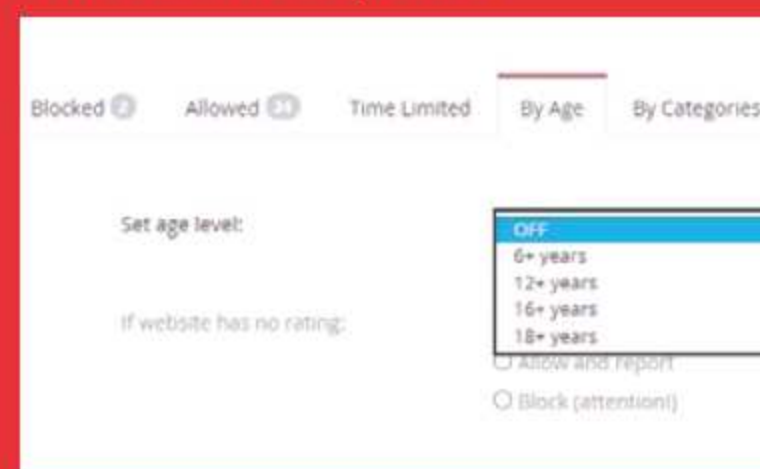 Blocked Allowed Time Limited By Age By Categories
Set age level:
OFF
6+ years
12+ years
16+ years
18+ years
If website has no rating:
Allow and report
Block (attention!)